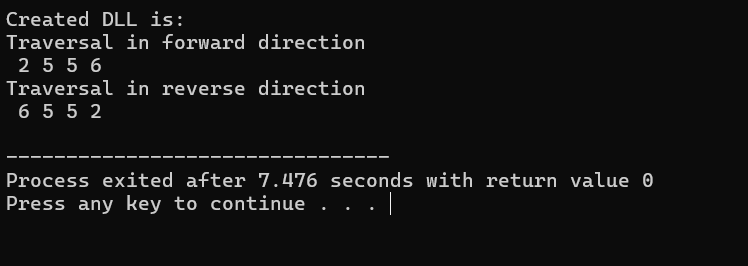 Created DLL is:
Traversal in forward direction
 2 5 5 6
Traversal in reverse direction
 6 5 5 2
--------------------------------
Process exited after 7.476 seconds with return value 0
Press any key to continue . . .